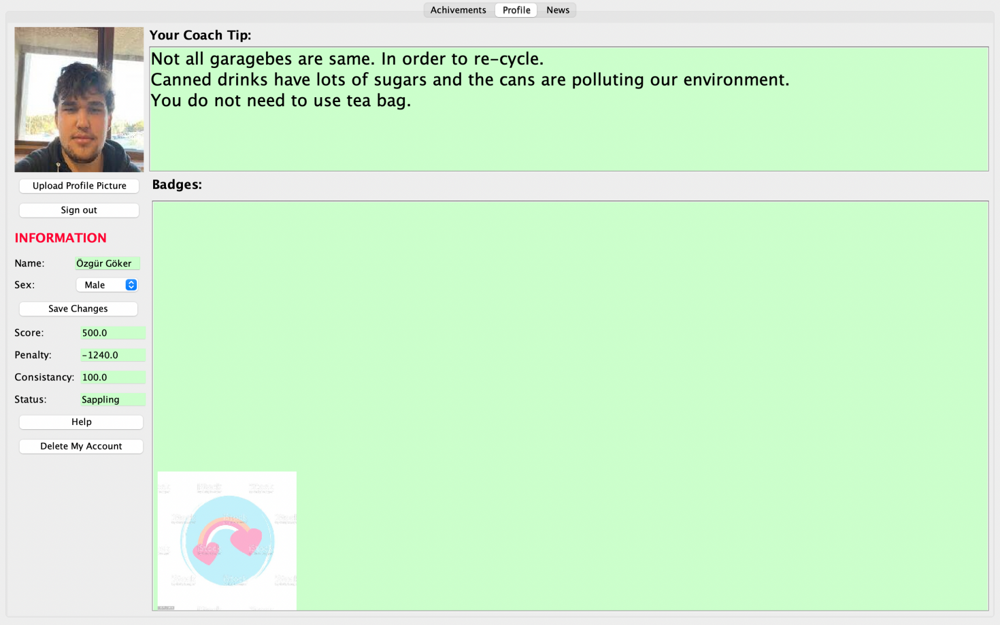 Achivements
Profile
News
Your Coach Tip:
Not all garagebes are same. In order to re-cycle.
Canned drinks have lots of sugars and the cans are polluting our environment.
You do not need to use tea bag.
Upload Profile Picture
Sign out
INFORMATION
Name: Özgür Göker
Sex: Male
Save Changes
Score: 500.0
Penalty: -1240.0
Consistancy: 100.0
Status: Sappling
Help
Delete My Account
Badges:
iStock
iStock
iStock
iStock
iStock
iStock
iStock